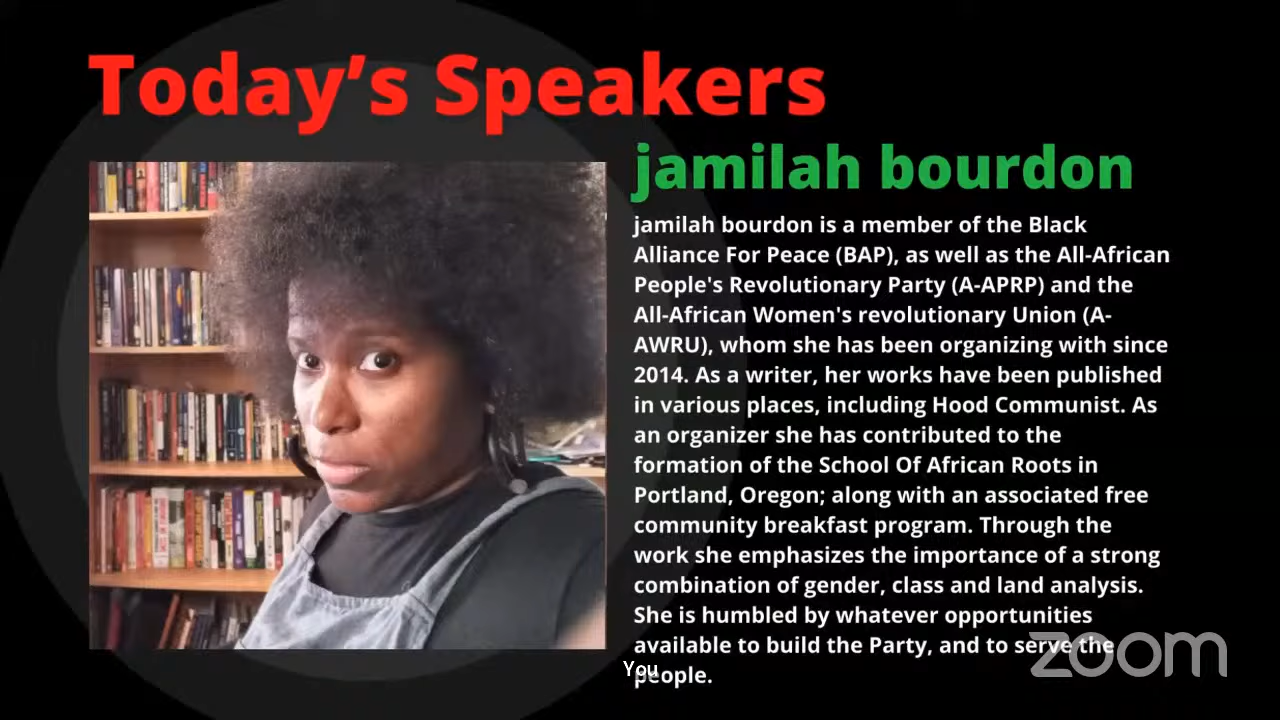 Today's Speakers
jamilah bourdon
jamilah bourdon is a member of the Black
Alliance For Peace (BAP), as well as the All-African
People's Revolutionary Party (A-APRP) and the
All-African Women's revolutionary Union (A-
AWRU), whom she has been organizing with since
2014. As a writer, her works have been published
in various places, including Hood Communist. As
an organizer she has contributed to the
formation of the School Of African Roots in
Portland, Oregon; along with an associated free
community breakfast program. Through the
work she emphasizes the importance of a strong
combination of gender, class and land analysis.
She is humbled by whatever opportunities
available to build the Party, and to serve the
people.
You
zoom